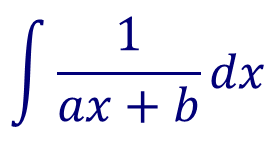 ∫ 1/(ax + b) dx